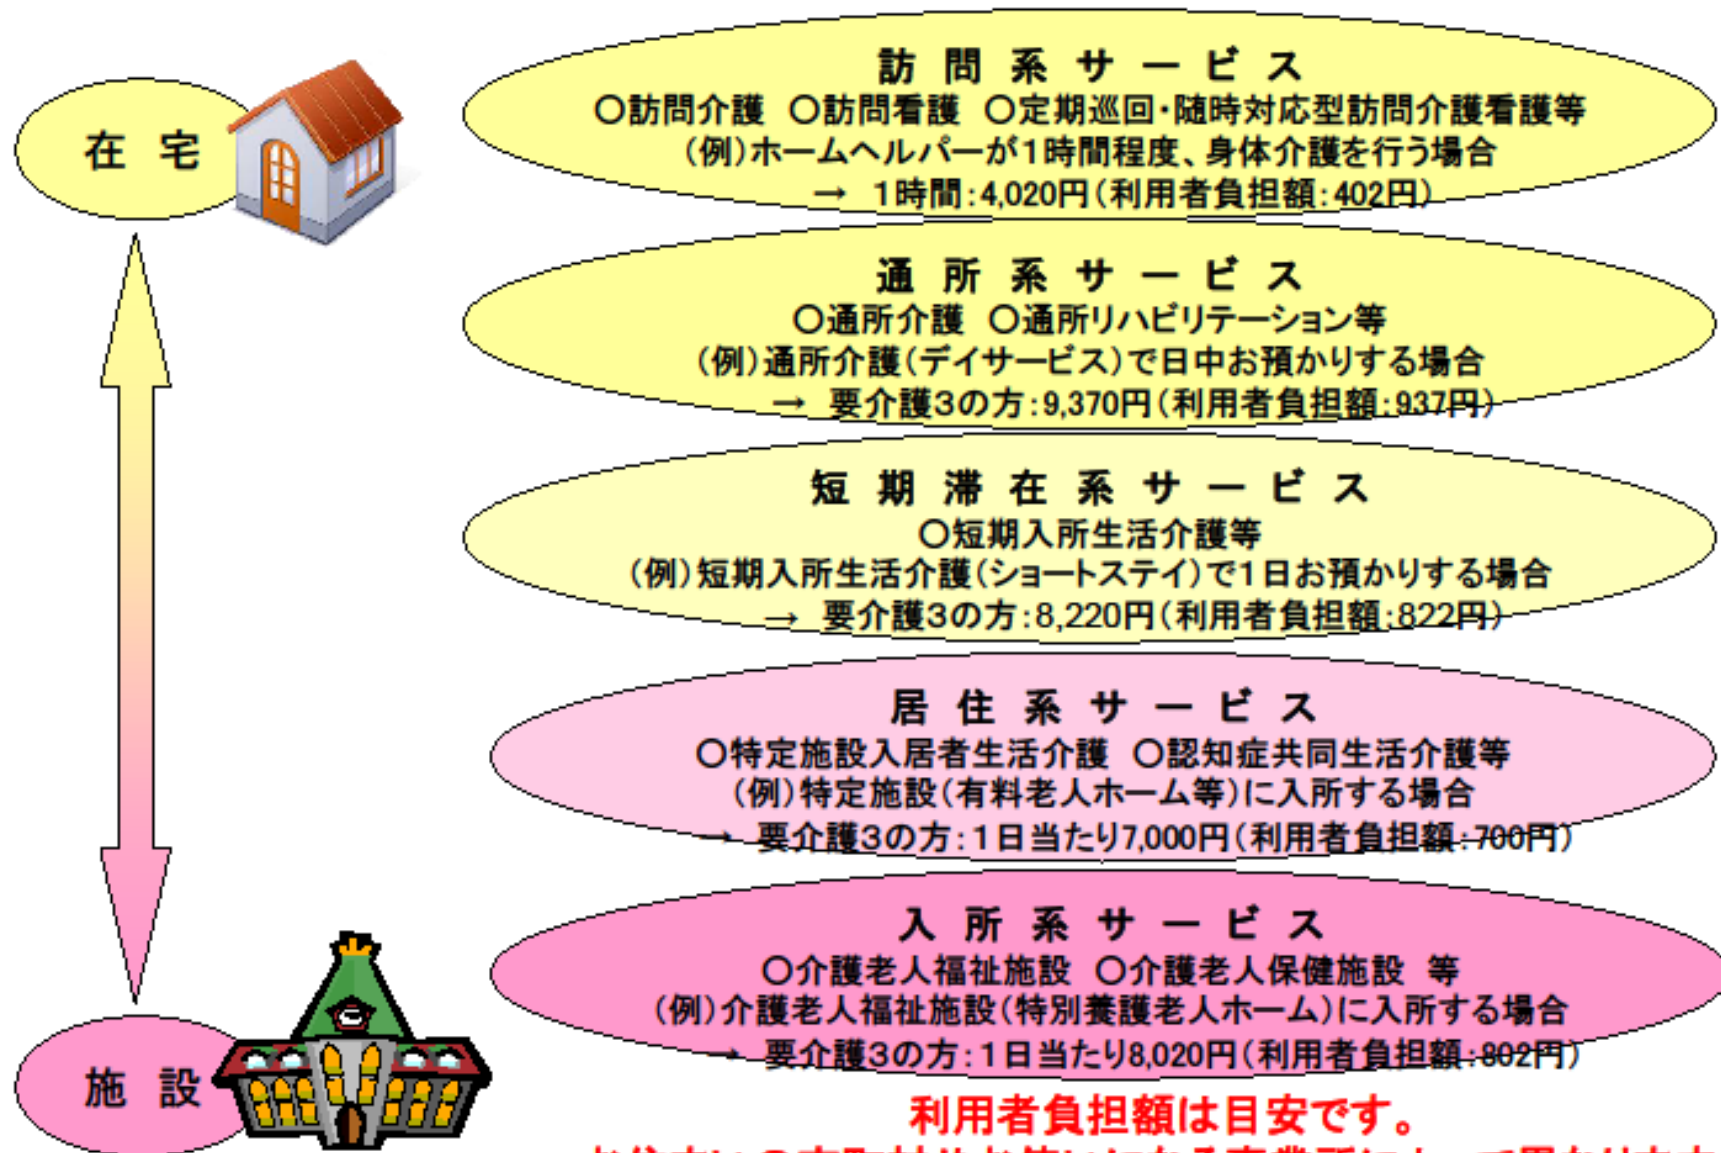 在 宅
訪 問 系 サ ー ビ ス
〇訪問介護 〇訪問看護 〇定期巡回・随時対応型訪問介護看護等
(例)ホームヘルパーが1時間程度、身体介護を行う場合
→ 1時間:4,020円(利用者負担額:402円)
通 所 系 サ ー ビ ス
〇通所介護 〇通所リハビリテーション等
(例)通所介護(デイサービス)で日中お預かりする場合
→ 要介護3の方:9,370円(利用者負担額:937円)
短 期 滞 在 系 サ ー ビ ス
〇短期入所生活介護等
(例)短期入所生活介護(ショートステイ)で1日お預かりする場合
→ 要介護3の方:8,220円(利用者負担額:822円)
居 住 系 サ ー ビ ス
〇特定施設入居者生活介護 〇認知症共同生活介護等
(例)特定施設(有料老人ホーム等)に入所する場合
→ 要介護3の方:1日当たり7,000円(利用者負担額:700円)
入 所 系 サ ー ビ ス
〇介護老人福祉施設 〇介護老人保健施設 等
(例)介護老人福祉施設(特別養護老人ホーム)に入所する場合
→ 要介護3の方:1日当たり8,020円(利用者負担額:802円)
施 設
利用者負担額は目安です。